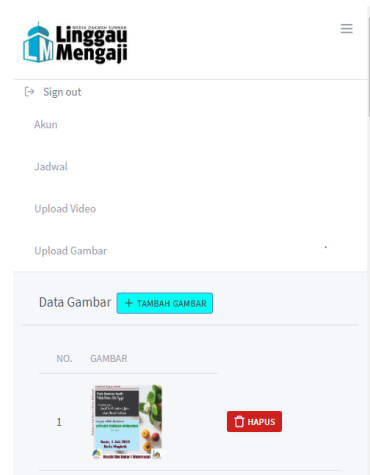 MEDIA DAKWAH SUNNAH
Linggau
Mengaji
Sign out
Akun
Jadwal
Upload Video
Upload Gambar
Data Gambar
+ TAMBAH GAMBAR
NO. GAMBAR
1
HAPUS